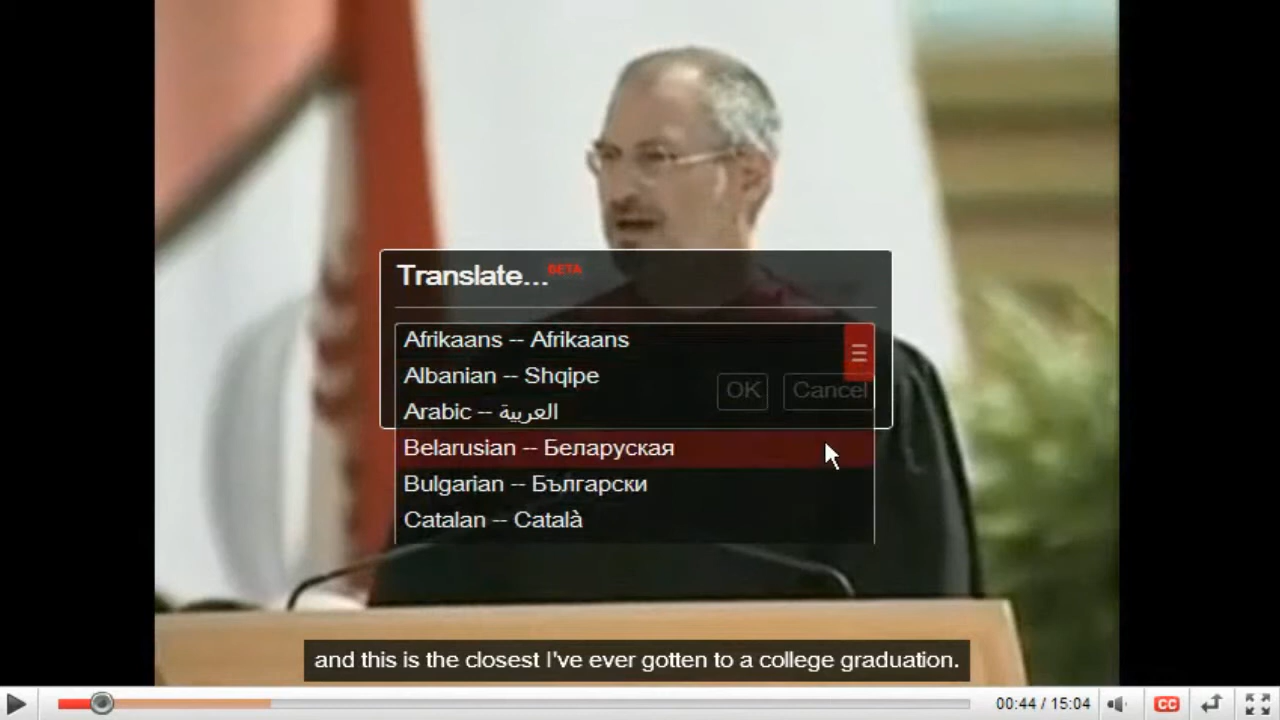 Translate... BETA
Afrikaans -- Afrikaans
Albanian -- Shqipe
OK Cancel
Arabic -- العربية
Belarusian -- Беларуская
Bulgarian -- Български
Catalan -- Català
and this is the closest I've ever gotten to a college graduation.
00:44 / 15:04 CC